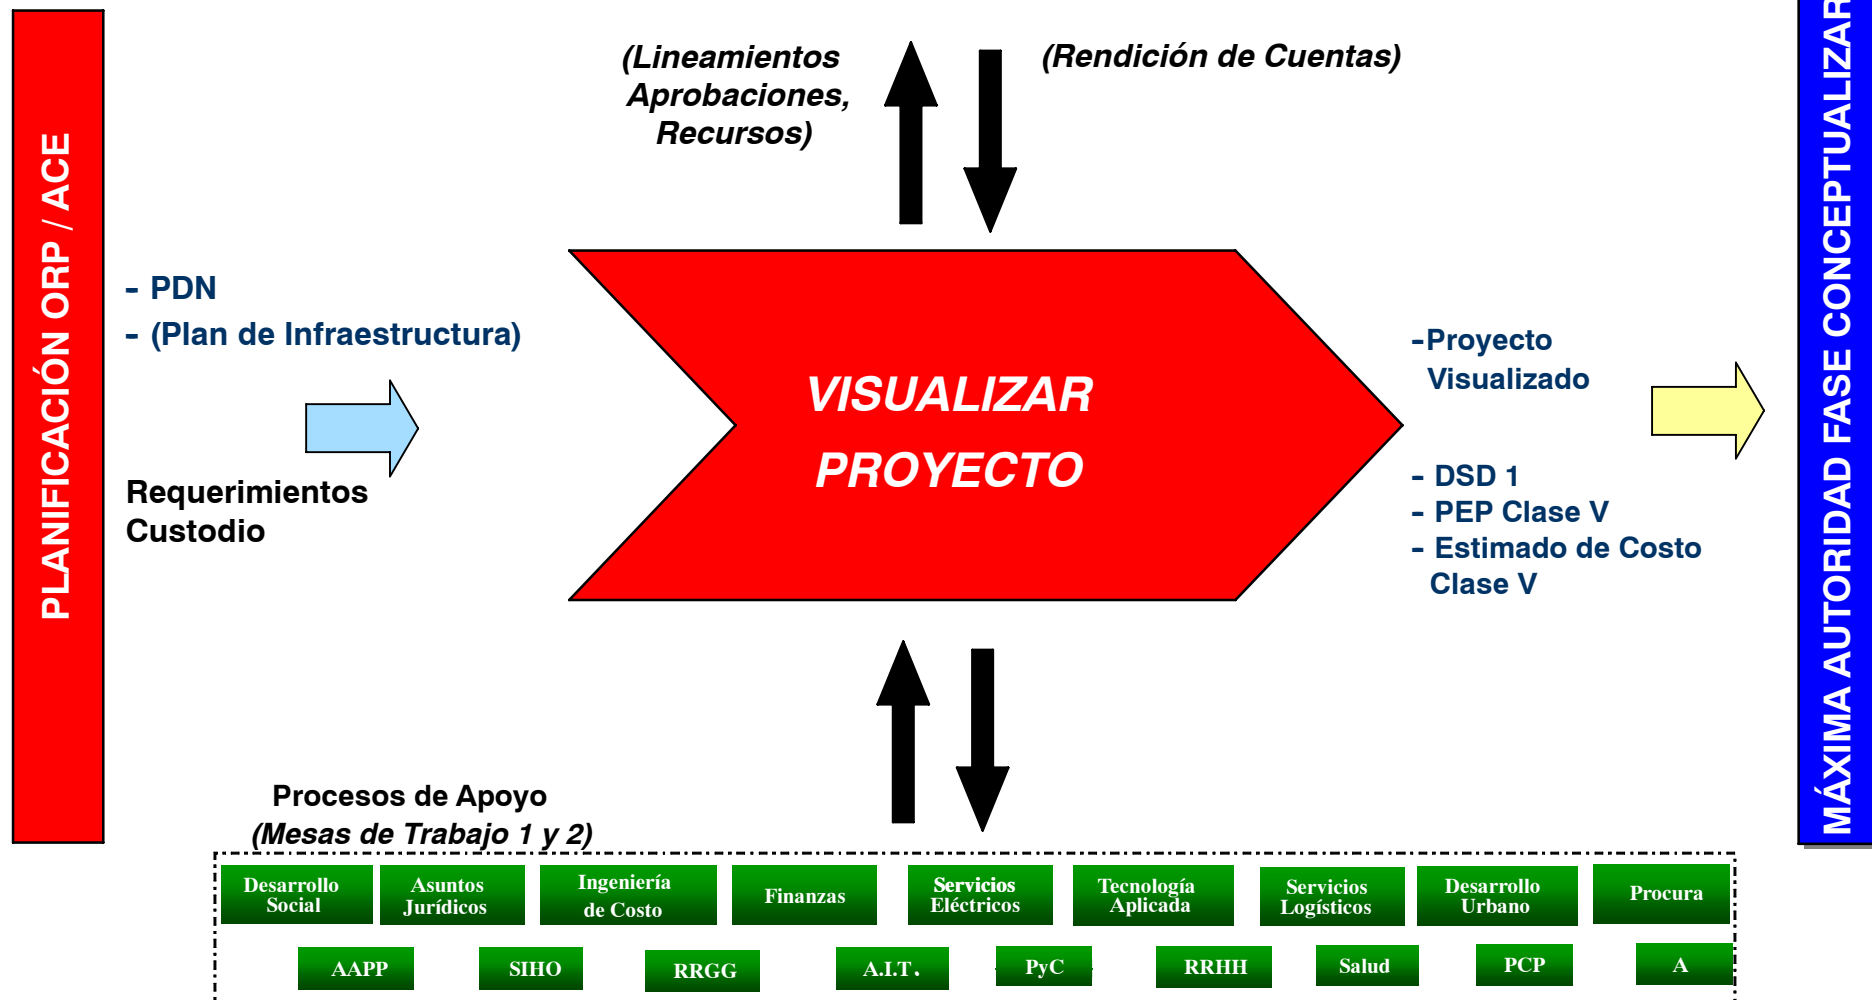 PLANIFICACIÓN ORP / ACE
(Lineamientos
Aprobaciones,
Recursos)
(Rendición de Cuentas)
- PDN
- (Plan de Infraestructura)
Requerimientos
Custodio
VISUALIZAR
PROYECTO
-Proyecto
Visualizado
- DSD 1
- PEP Clase V
- Estimado de Costo
Clase V
MÁXIMA AUTORIDAD FASE CONCEPTUALIZAR
Procesos de Apoyo
(Mesas de Trabajo 1 y 2)
Desarrollo
Social
Asuntos
Jurídicos
Ingeniería
de Costo
Finanzas
Servicios
Eléctricos
Tecnología
Aplicada
Servicios
Logísticos
Desarrollo
Urbano
Procura
AAPP
SIHO
RRGG
A.I.T.
PyC
RRHH
Salud
PCP
A